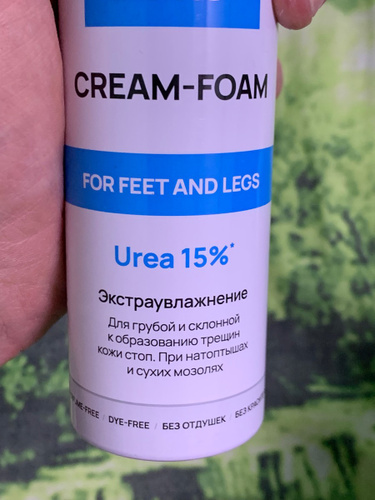 CREAM-FOAM
FOR FEET AND LEGS
Urea 15%*
Экстраувлажнение
Для грубой и склонной
к образованию трещин
кожи стоп. При натоптышах
и сухих мозолях
DYE-FREE / БЕЗ ОТДУШЕК / БЕЗ